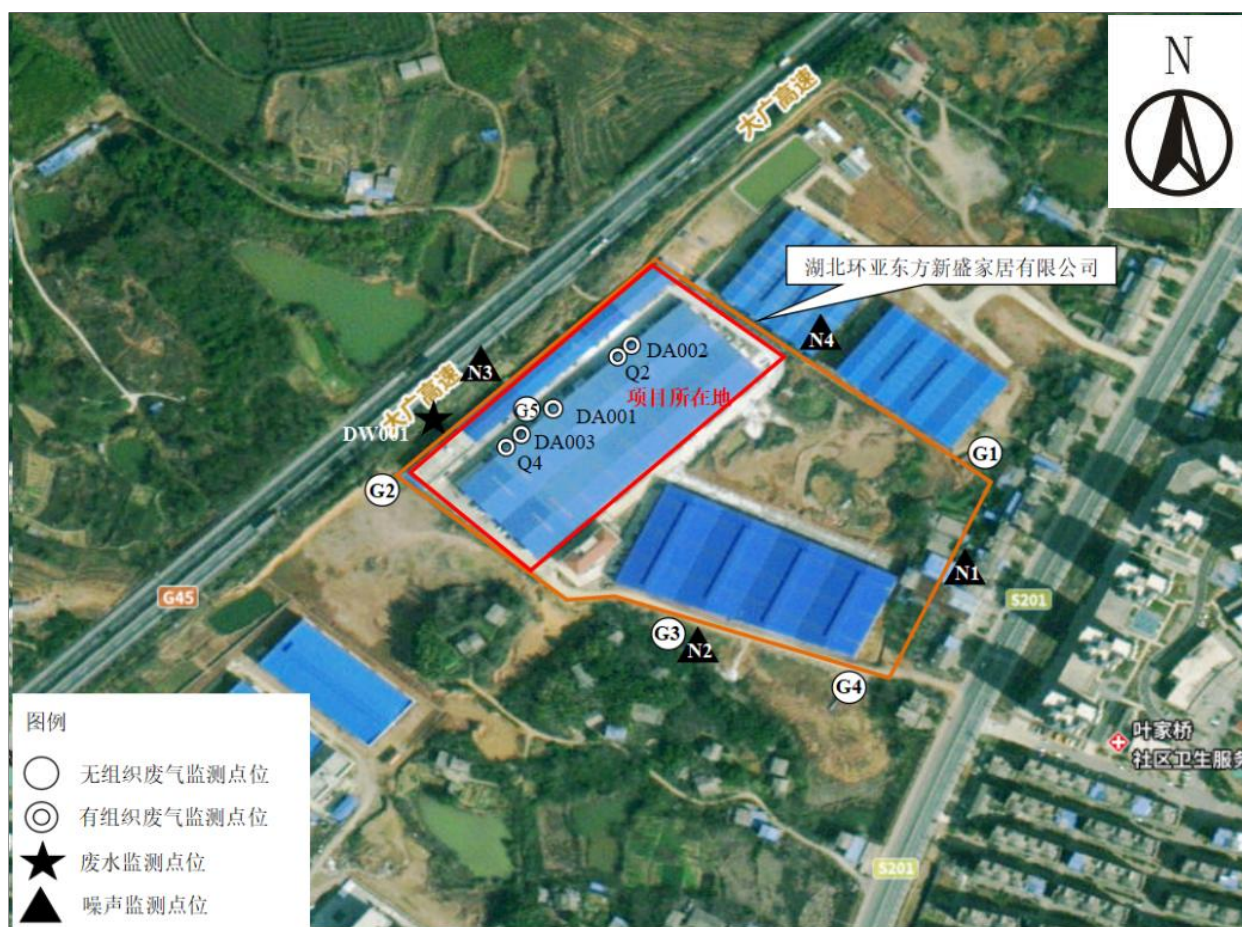 N
大广高速
湖北环亚东方新盛家居有限公司
N4
DA002
Q2
N3
大广高速
项目所在地
G5
DA001
DW001
DA003
Q4
G1
G2
N1
G45
S201
G3
N2
G4
叶家桥
社区卫生服务
S201
图例
无组织废气监测点位
有组织废气监测点位
废水监测点位
噪声监测点位